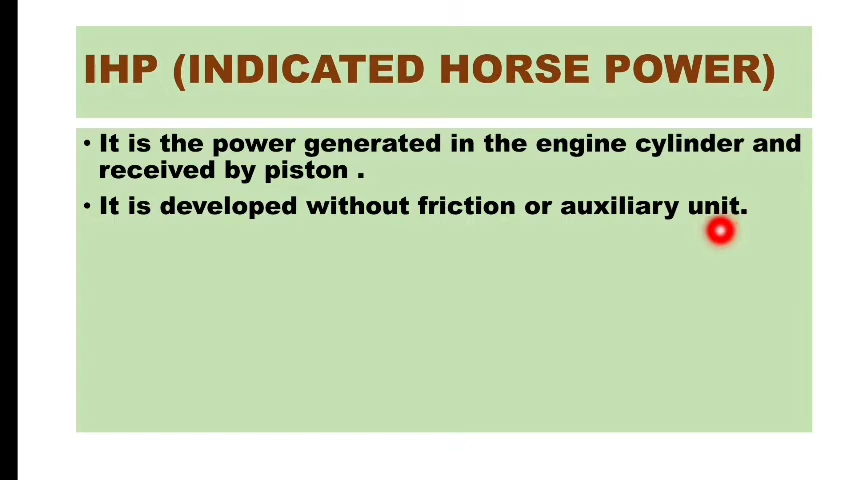 IHP (INDICATED HORSE POWER)
• It is the power generated in the engine cylinder and
received by piston .
• It is developed without friction or auxiliary unit.